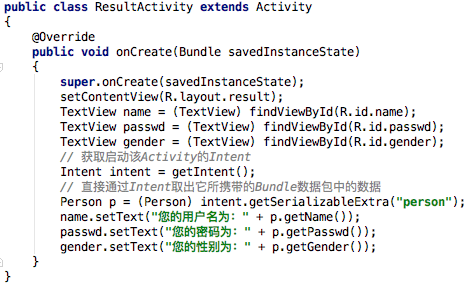 public class ResultActivity extends Activity
{
    @Override
    public void onCreate(Bundle savedInstanceState)
    {
        super.onCreate(savedInstanceState);
        setContentView(R.layout.result);
        TextView name = (TextView) findViewById(R.id.name);
        TextView passwd = (TextView) findViewById(R.id.passwd);
        TextView gender = (TextView) findViewById(R.id.gender);
        // 获取启动该Activity的Intent
        Intent intent = getIntent();
        // 直接通过Intent取出它所携带的Bundle数据包中的数据
        Person p = (Person) intent.getSerializableExtra("person");
        name.setText("您的用户名为：" + p.getName());
        passwd.setText("您的密码为：" + p.getPasswd());
        gender.setText("您的性别为：" + p.getGender());
    }
}